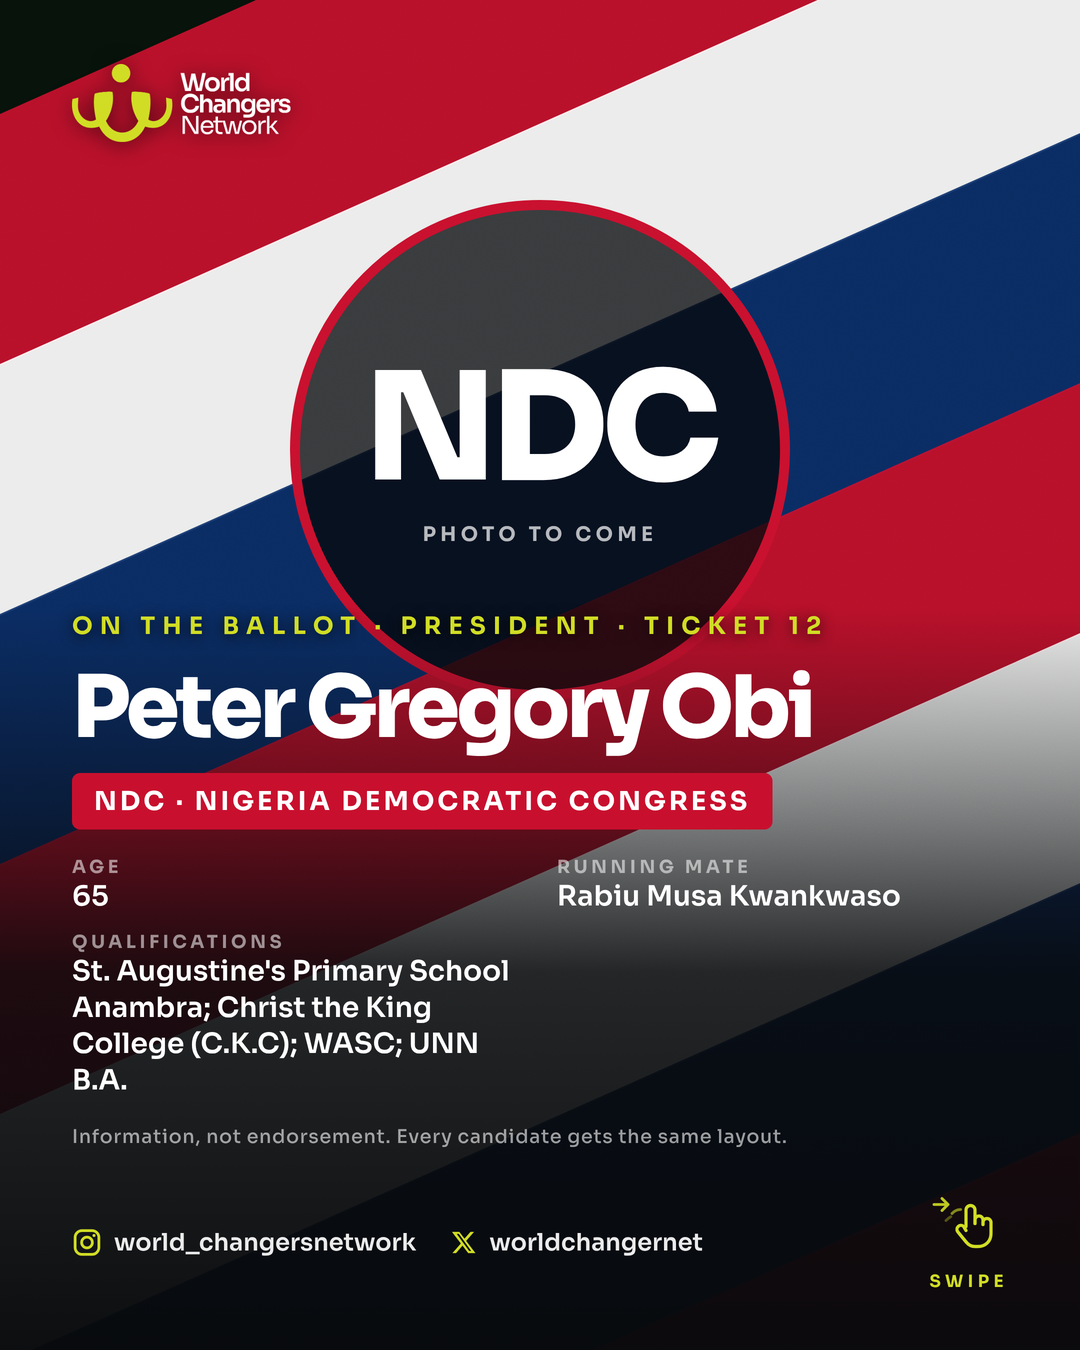 World
Changers
Network
NDC
PHOTO TO COME
ON THE BALLOT · PRESIDENT · TICKET 12
Peter Gregory Obi
NDC · NIGERIA DEMOCRATIC CONGRESS
AGE
65
RUNNING MATE
Rabiu Musa Kwankwaso
QUALIFICATIONS
St. Augustine's Primary School
Anambra; Christ the King
College (C.K.C); WASC; UNN
B.A.
Information, not endorsement. Every candidate gets the same layout.
world_changersnetwork
worldchangernet
SWIPE